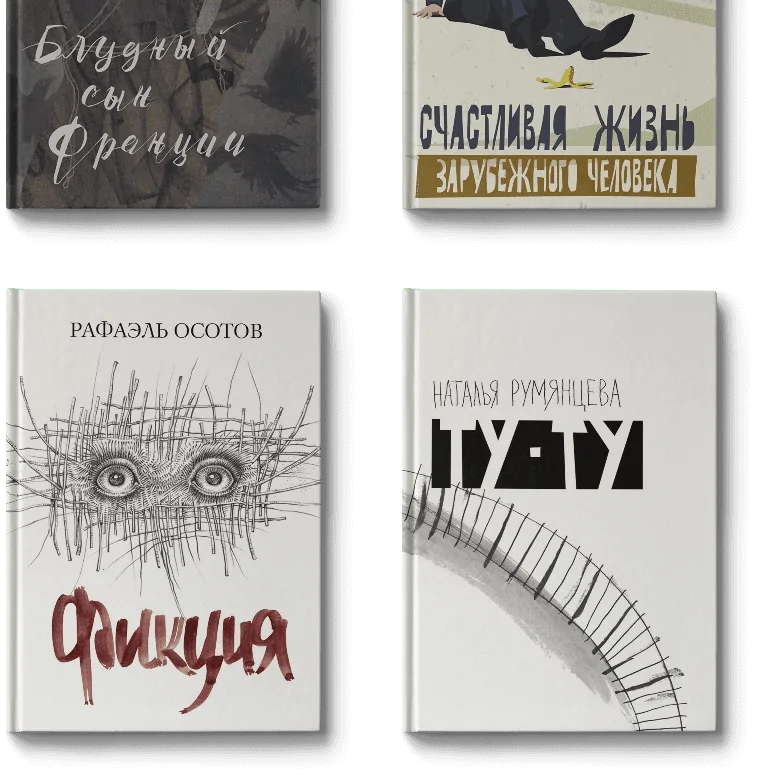 Блудный
сын
Франции
СЧАСТЛИВАЯ ЖИЗНЬ
ЗАРУБЕЖНОГО ЧЕЛОВЕКА
РАФАЭЛЬ ОСОТОВ
Фикция
НАТАЛЬЯ РУМЯНЦЕВА
ТУ-ТУ